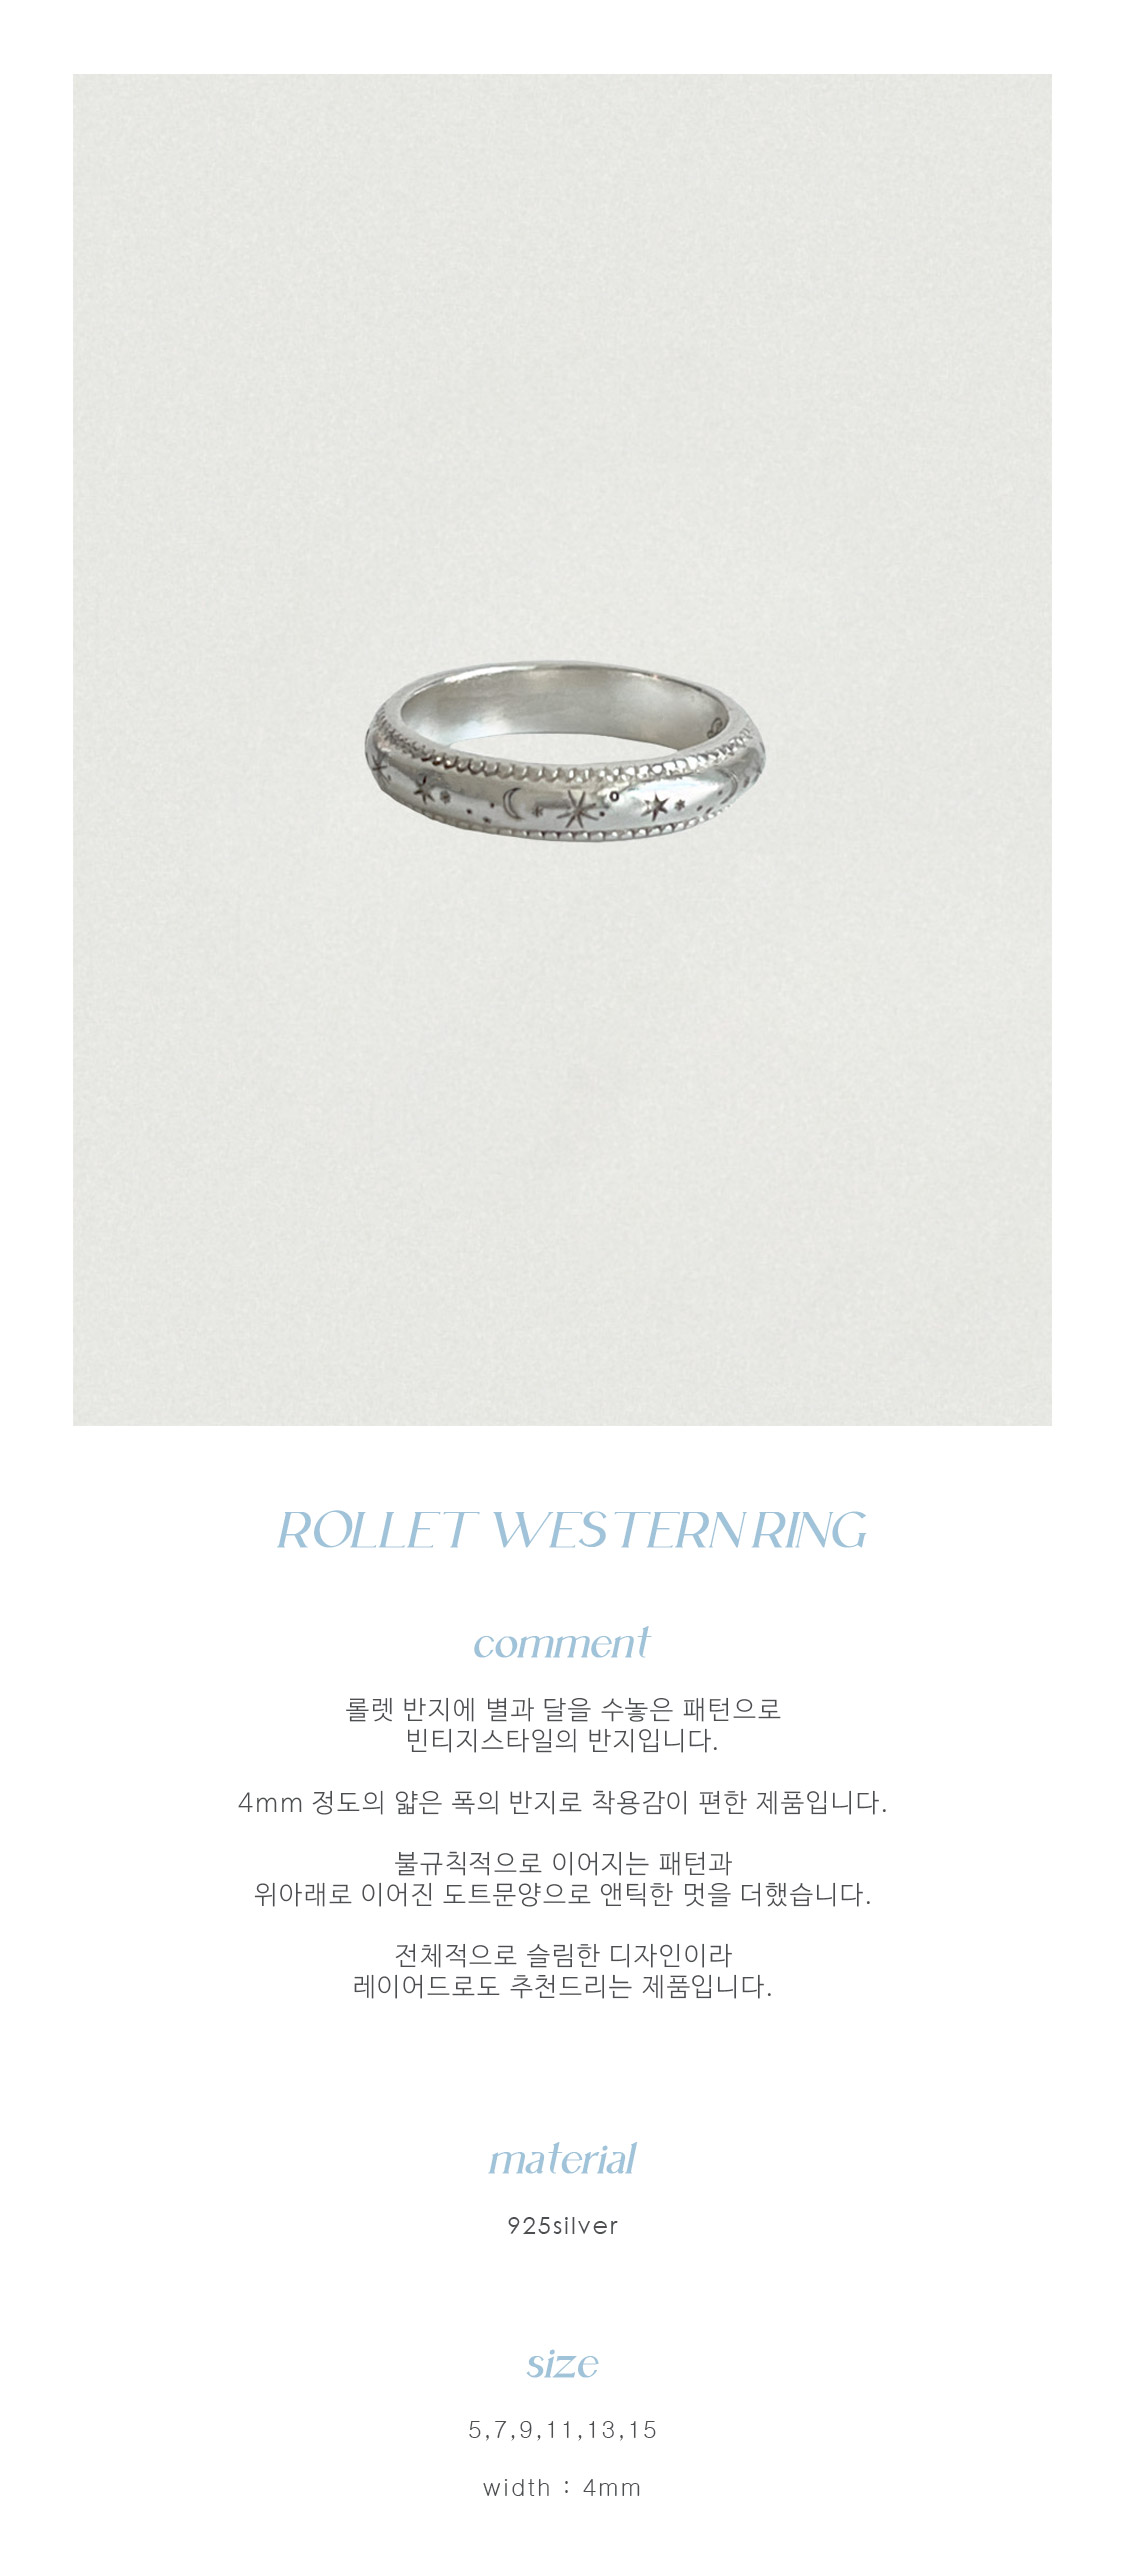 ROLLET WESTERN RING
comment
롤렛 반지에 별과 달을 수놓은 패턴으로
빈티지스타일의 반지입니다.
4mm 정도의 얇은 폭의 반지로 착용감이 편한 제품입니다.
불규칙적으로 이어지는 패턴과
위아래로 이어진 도트문양으로 앤틱한 멋을 더했습니다.
전체적으로 슬림한 디자인이라
레이어드로도 추천드리는 제품입니다.
material
925silver
size
5,7,9,11,13,15
width : 4mm